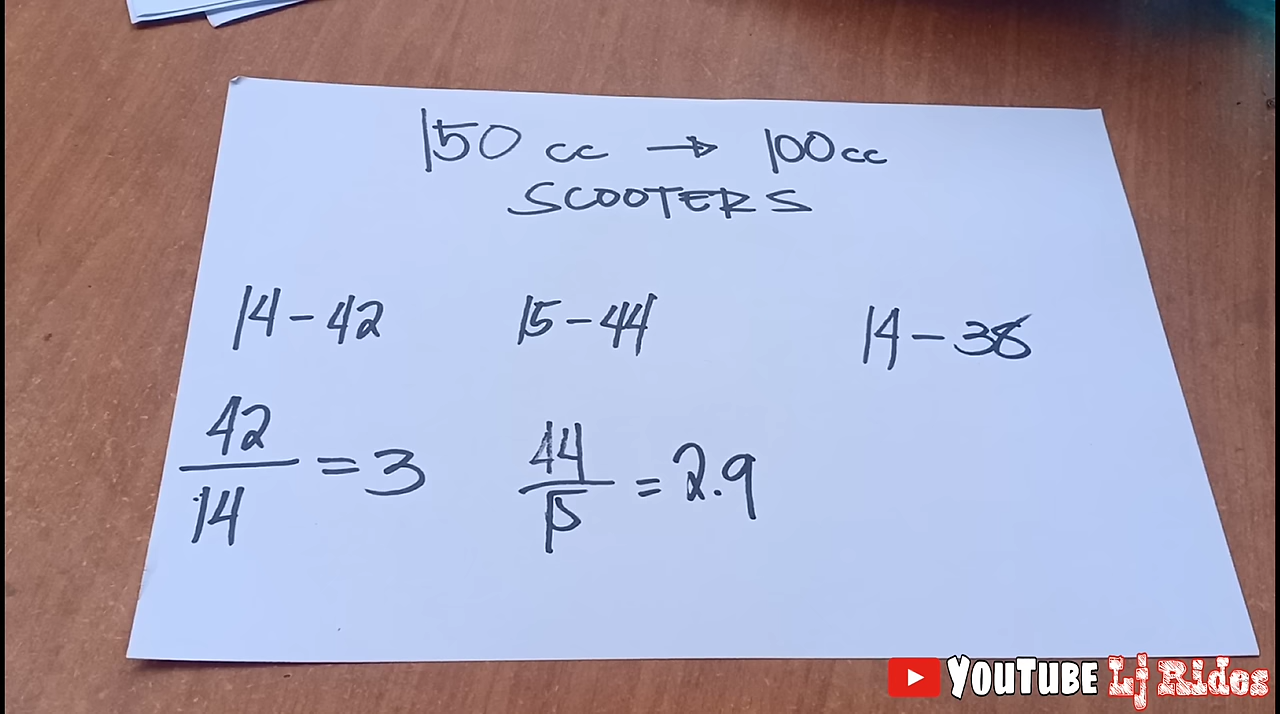 150 cc → 100cc
SCOOTERS
14-42 15-44 14-38
42/14 = 3 44/15 = 2.9
YouTube Lj Rides